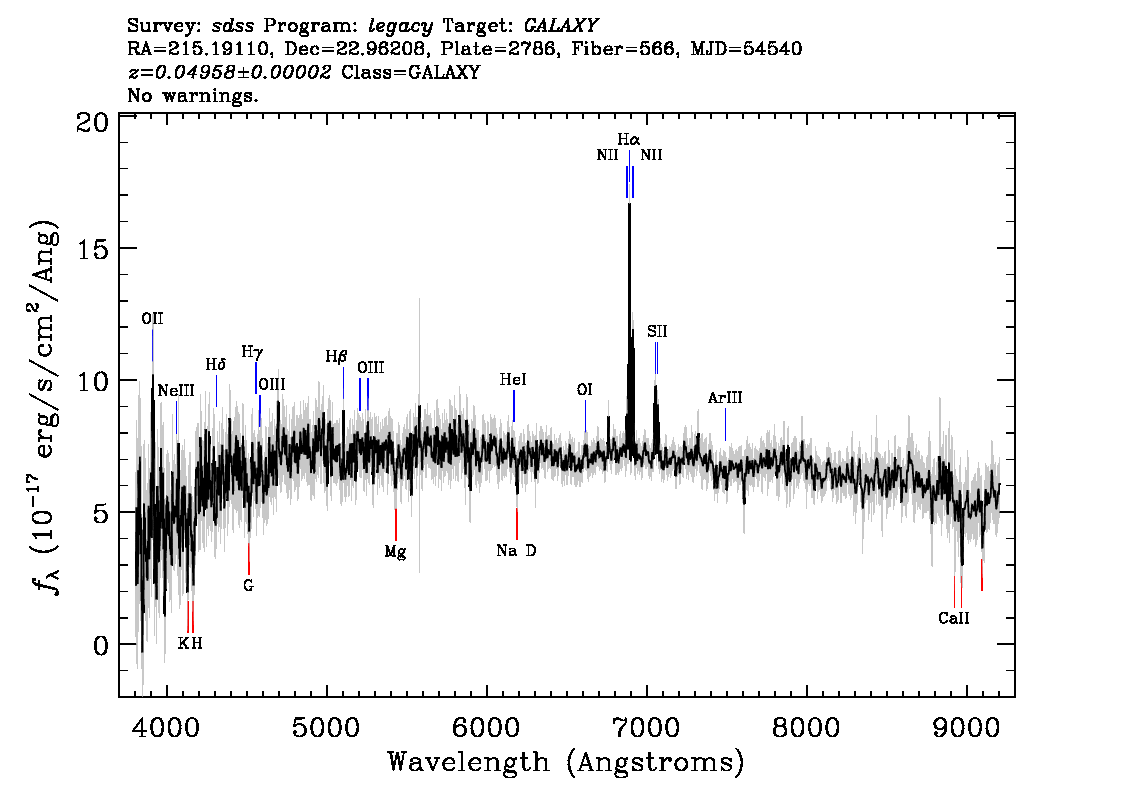 Survey: sdss Program: legacy Target: GALAXY
RA=215.19110, Dec=22.96208, Plate=2786, Fiber=566, MJD=54540
z=0.04958±0.00002 Class=GALAXY
No warnings.
20
15
10
5
0
f_λ (10^−17 erg/s/cm^2/Ang)
Hα
NII NII
OII
SII
Hγ
Hβ
OIII
Hδ
NeIII
OIII
HeI
OI
ArIII
Mg
Na D
G
CaII
K H
4000 5000 6000 7000 8000 9000
Wavelength (Angstroms)